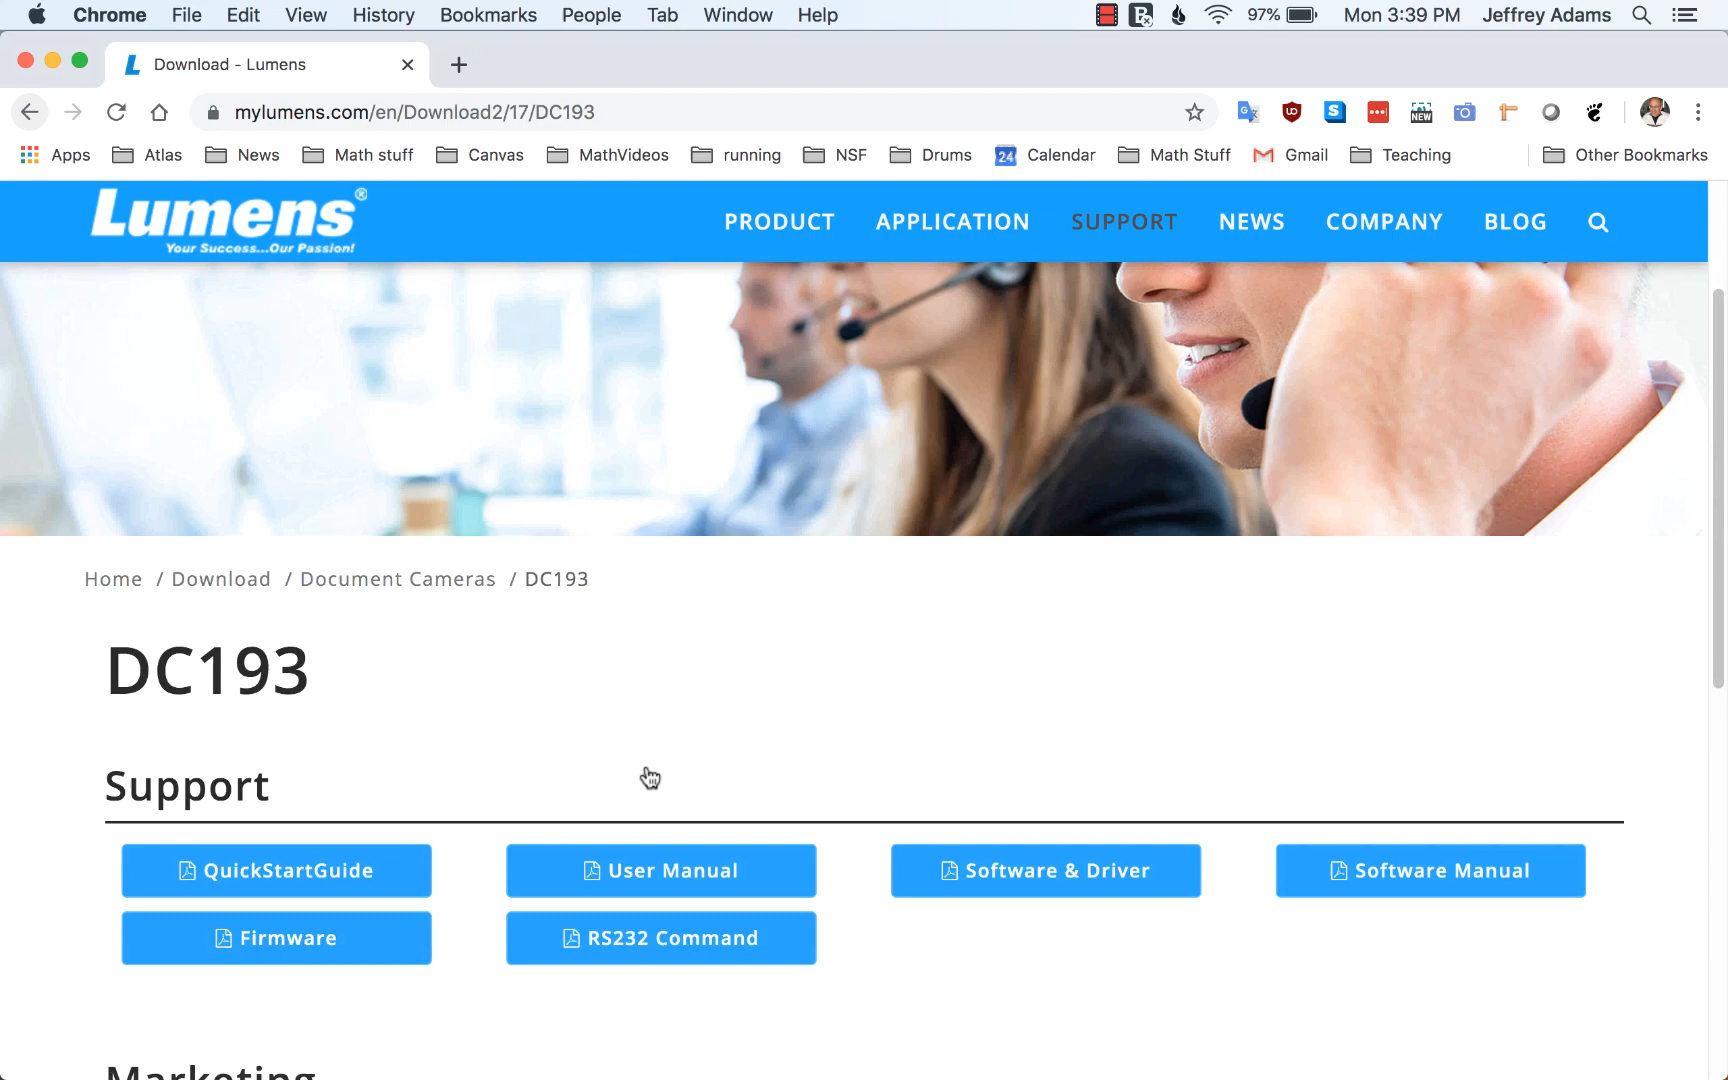 Chrome File Edit View History Bookmarks People Tab Window Help 97% Mon 3:39 PM Jeffrey Adams
Download - Lumens
mylumens.com/en/Download2/17/DC193
Apps Atlas News Math stuff Canvas MathVideos running NSF Drums 24 Calendar Math Stuff Gmail Teaching Other Bookmarks
Lumens®
Your Success...Our Passion!
PRODUCT APPLICATION SUPPORT NEWS COMPANY BLOG
Home / Download / Document Cameras / DC193
DC193
Support
QuickStartGuide User Manual Software & Driver Software Manual
Firmware RS232 Command
Marketing